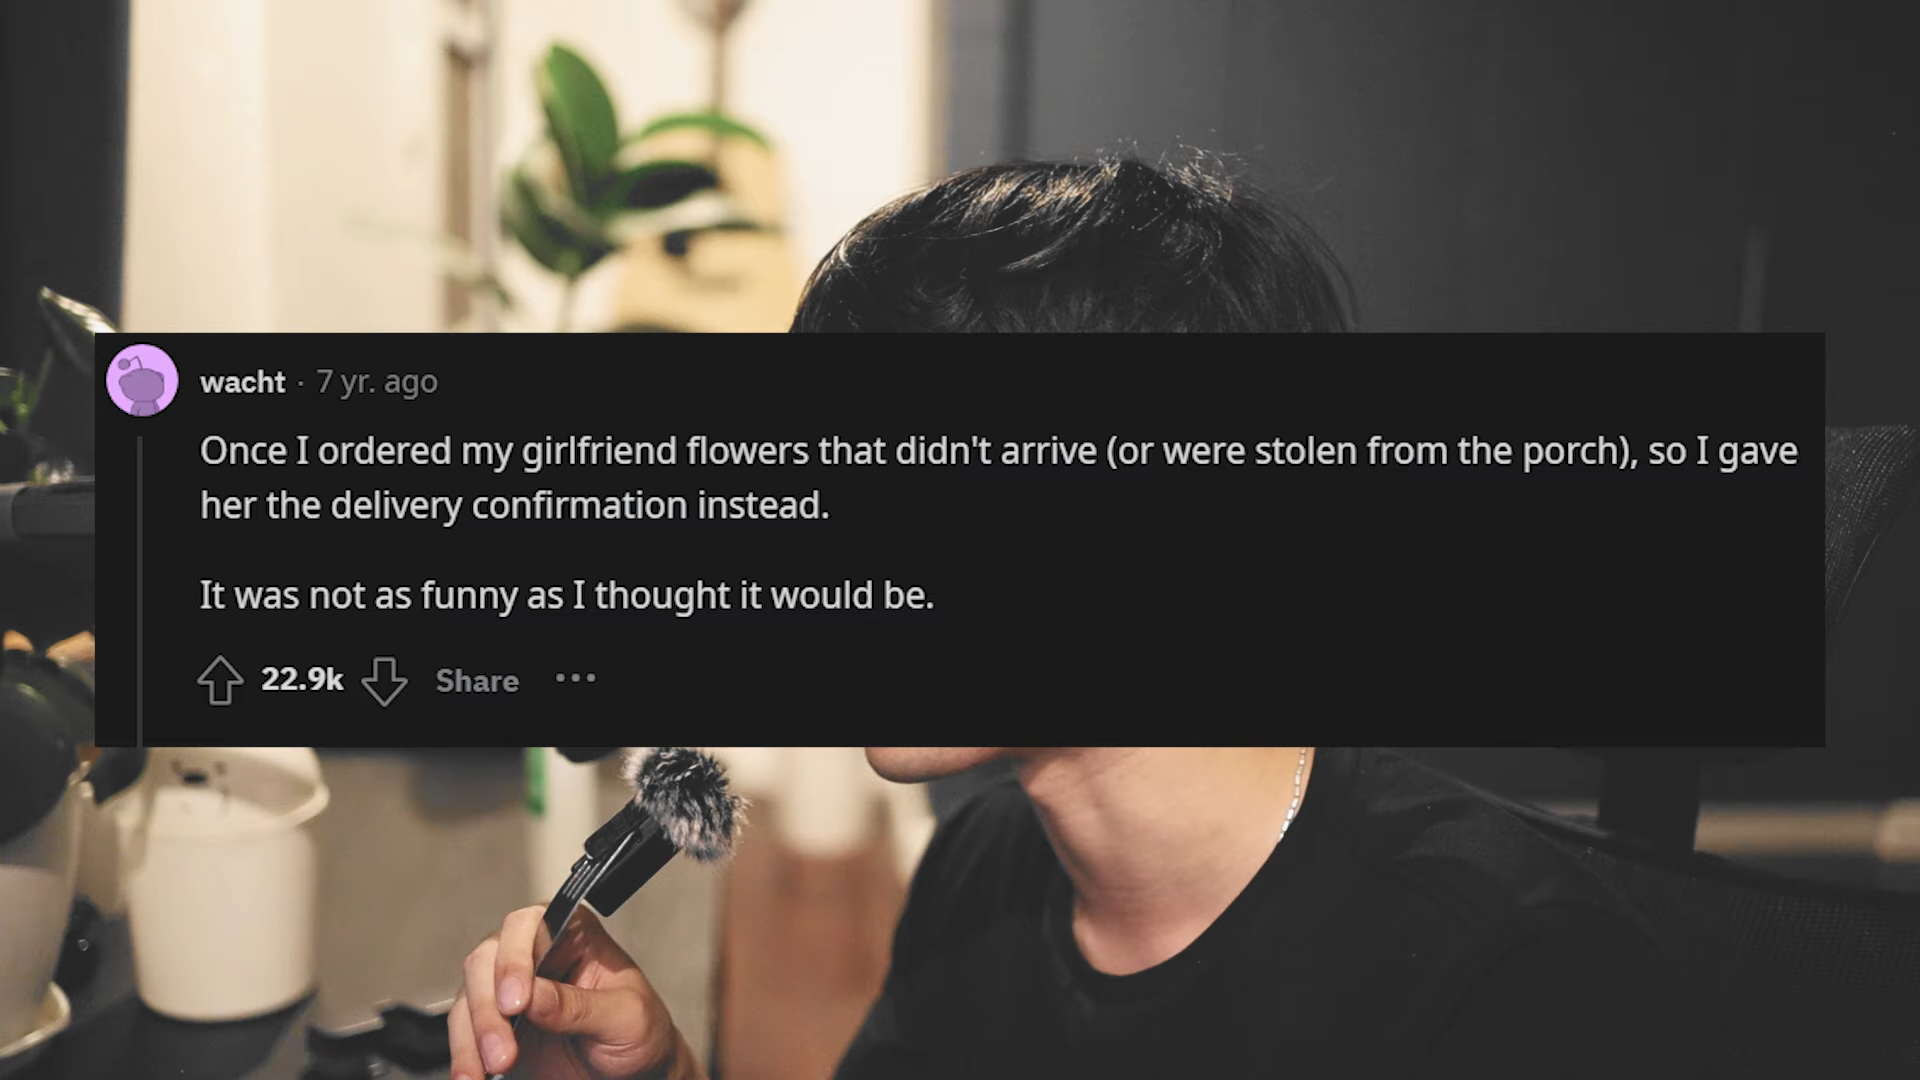 wacht · 7 yr. ago
Once I ordered my girlfriend flowers that didn't arrive (or were stolen from the porch), so I gave
her the delivery confirmation instead.
It was not as funny as I thought it would be.
22.9k Share ···